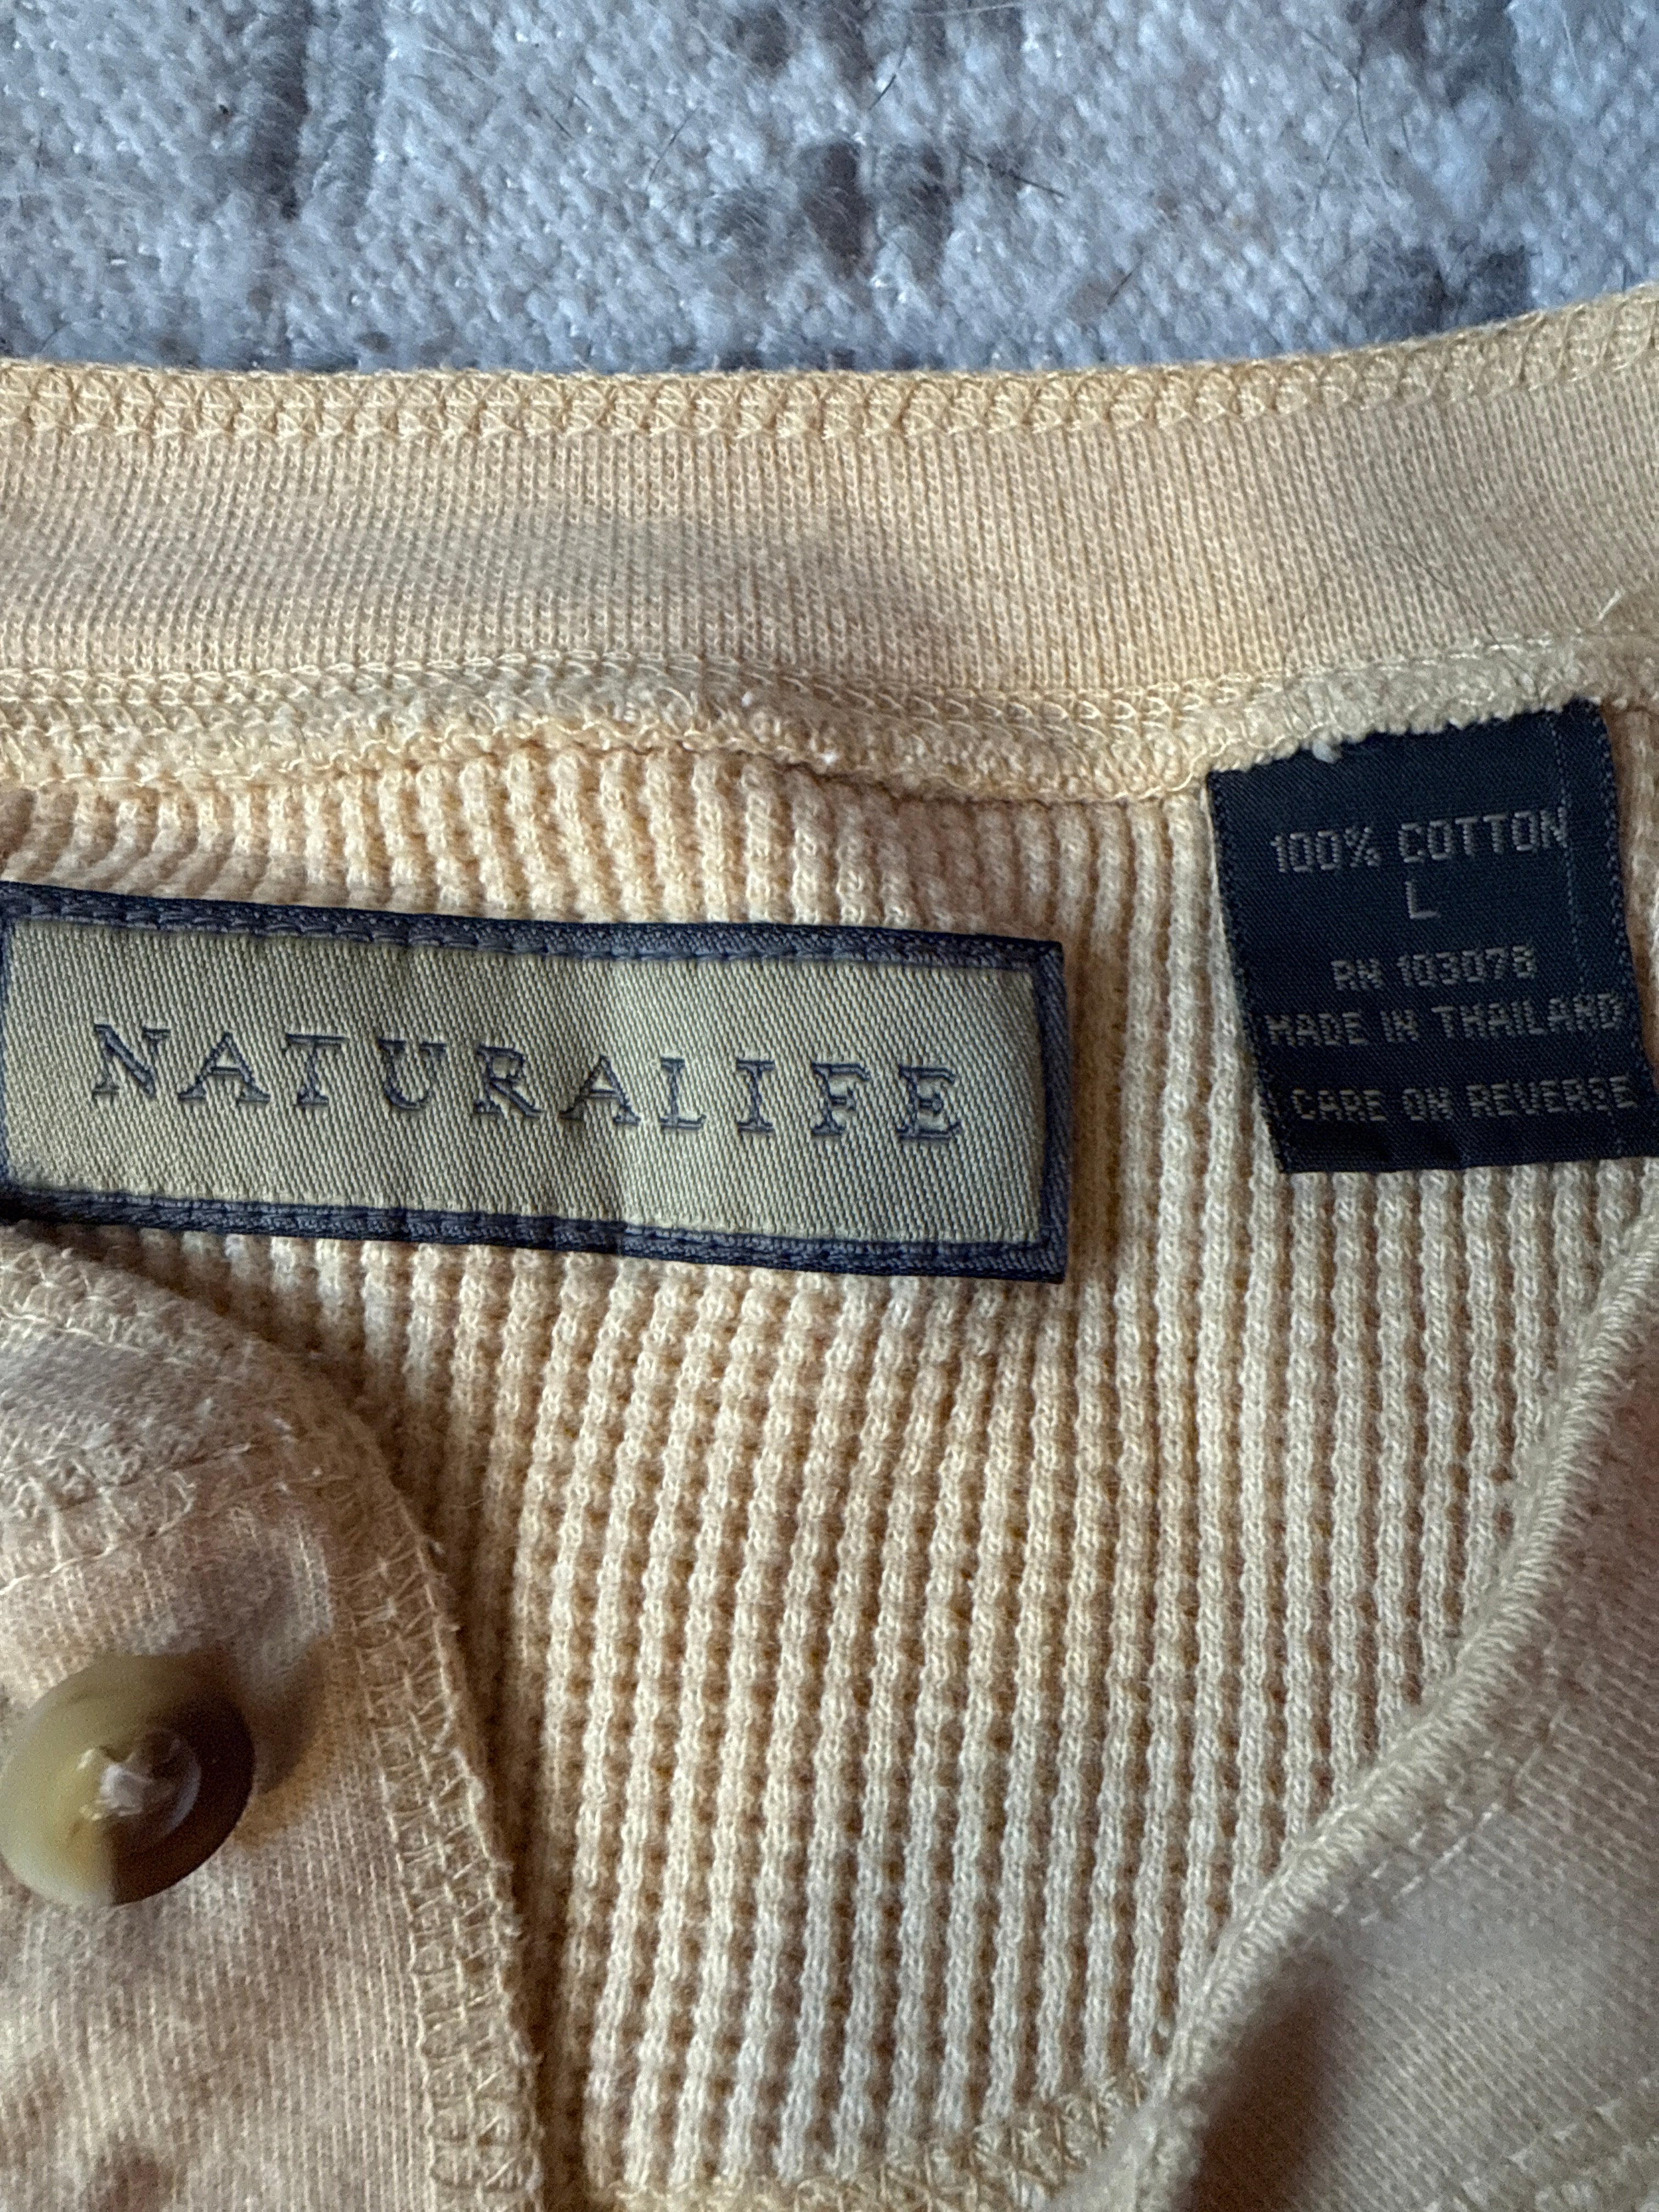 NATURALIFE
100% COTTON
L
RN 103078
MADE IN THAILAND
CARE ON REVERSE